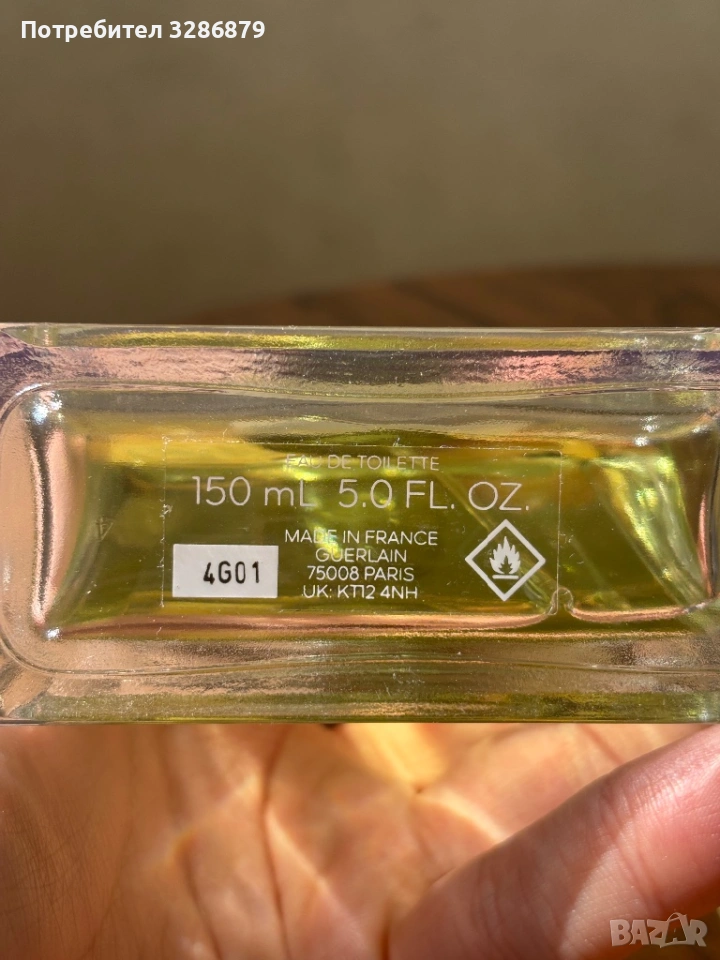 Потребител 3286879
EAU DE TOILETTE
150 mL 5.0 FL. OZ.
MADE IN FRANCE
GUERLAIN
75008 PARIS
UK: KT12 4NH
4G01
BAZAR